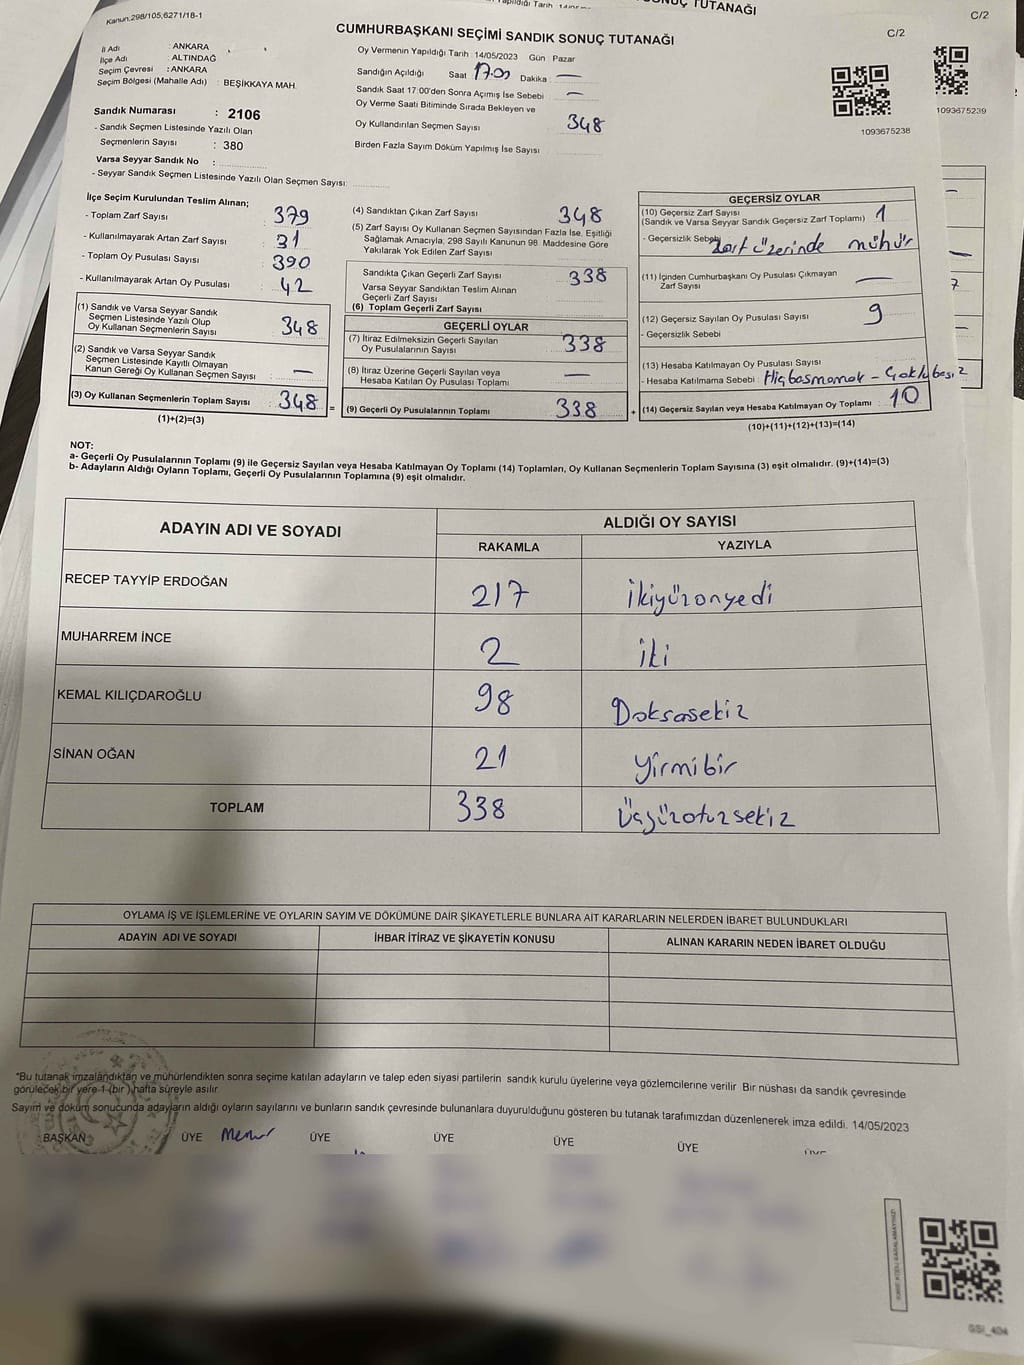 Kanun.298/105,6271/18-1
NUÇ TUTANAĞI
C/2
C/2
CUMHURBAŞKANI SEÇİMİ SANDIK SONUÇ TUTANAĞI
İl Adı : ANKARA
İlçe Adı : ALTINDAĞ
Seçim Çevresi : ANKARA
Seçim Bölgesi (Mahalle Adı) : BEŞİKKAYA MAH.
Sandık Numarası : 2106
- Sandık Seçmen Listesinde Yazılı Olan
Seçmenlerin Sayısı : 380
Varsa Seyyar Sandık No :
- Seyyar Sandık Seçmen Listesinde Yazılı Olan Seçmen Sayısı:
Oy Vermenin Yapıldığı Tarih : 14/05/2023 Gün Pazar
Sandığın Açıldığı Saat 17.00 Dakika —
Sandık Saat 17:00'den Sonra Açımış İse Sebebi —
Oy Verme Saati Bitiminde Sırada Bekleyen ve
Oy Kullandırılan Seçmen Sayısı 348
Birden Fazla Sayım Döküm Yapılmış İse Sayısı
1093675238
1093675239
İlçe Seçim Kurulundan Teslim Alınan;
- Toplam Zarf Sayısı 379
- Kullanılmayarak Artan Zarf Sayısı 31
- Toplam Oy Pusulası Sayısı 390
- Kullanılmayarak Artan Oy Pusulası 42
(1) Sandık ve Varsa Seyyar Sandık
Seçmen Listesinde Yazılı Olup
Oy Kullanan Seçmenlerin Sayısı 348
(2) Sandık ve Varsa Seyyar Sandık
Seçmen Listesinde Kayıtlı Olmayan
Kanun Gereği Oy Kullanan Seçmen Sayısı —
(3) Oy Kullanan Seçmenlerin Toplam Sayısı 348 =
(1)+(2)=(3)
(4) Sandıktan Çıkan Zarf Sayısı 348
(5) Zarf Sayısı Oy Kullanan Seçmen Sayısından Fazla İse, Eşitliği
Sağlamak Amacıyla, 298 Sayılı Kanunun 98. Maddesine Göre
Yakılarak Yok Edilen Zarf Sayısı
Sandıkta Çıkan Geçerli Zarf Sayısı 338
Varsa Seyyar Sandıktan Teslim Alınan
Geçerli Zarf Sayısı
(6) Toplam Geçerli Zarf Sayısı
GEÇERLİ OYLAR
(7) İtiraz Edilmeksizin Geçerli Sayılan
Oy Pusulalarının Sayısı 338
(8) İtiraz Üzerine Geçerli Sayılan veya
Hesaba Katılan Oy Pusulası Toplamı —
(9) Geçerli Oy Pusulalarının Toplamı 338 +
GEÇERSİZ OYLAR
(10) Geçersiz Zarf Sayısı 1
(Sandık ve Varsa Seyyar Sandık Geçersiz Zarf Toplamı)
- Geçersizlik Sebebi zarf üzerinde mühür
(11) İçinden Cumhurbaşkanı Oy Pusulası Çıkmayan
Zarf Sayısı —
(12) Geçersiz Sayılan Oy Pusulası Sayısı 9
- Geçersizlik Sebebi
(13) Hesaba Katılmayan Oy Pusulası Sayısı
- Hesaba Katılmama Sebebi
(14) Geçersiz Sayılan veya Hesaba Katılmayan Oy Toplamı : 10
(10)+(11)+(12)+(13)=(14)
NOT:
a- Geçerli Oy Pusulalarının Toplamı (9) ile Geçersiz Sayılan veya Hesaba Katılmayan Oy Toplamı (14) Toplamları, Oy Kullanan Seçmenlerin Toplam Sayısına (3) eşit olmalıdır. (9)+(14)=(3)
b- Adayların Aldığı Oyların Toplamı, Geçerli Oy Pusulalarının Toplamına (9) eşit olmalıdır.
ADAYIN ADI VE SOYADI
ALDIĞI OY SAYISI
RAKAMLA YAZIYLA
RECEP TAYYİP ERDOĞAN 217 ikiyüzonyedi
MUHARREM İNCE 2 iki
KEMAL KILIÇDAROĞLU 98 Doksasekiz
SİNAN OĞAN 21 yirmibir
TOPLAM 338 Üçyüzotuzsekiz
OYLAMA İŞ VE İŞLEMLERİNE VE OYLARIN SAYIM VE DÖKÜMÜNE DAİR ŞİKAYETLERLE BUNLARA AİT KARARLARIN NELERDEN İBARET BULUNDUKLARI
ADAYIN ADI VE SOYADI İHBAR İTİRAZ VE ŞİKAYETİN KONUSU ALINAN KARARIN NEDEN İBARET OLDUĞU
*Bu tutanak imzalandıktan ve mühürlendikten sonra seçime katılan adayların ve talep eden siyasi partilerin sandık kurulu üyelerine veya gözlemcilerine verilir. Bir nüshası da sandık çevresinde
görülecek bir yere 1 (bir) hafta süreyle asılır.
Sayım ve döküm sonucunda adayların aldığı oyların sayılarını ve bunların sandık çevresinde bulunanlara duyurulduğunu gösteren bu tutanak tarafımızdan düzenlenerek imza edildi. 14/05/2023
BAŞKAN ÜYE Memur ÜYE ÜYE ÜYE ÜYE